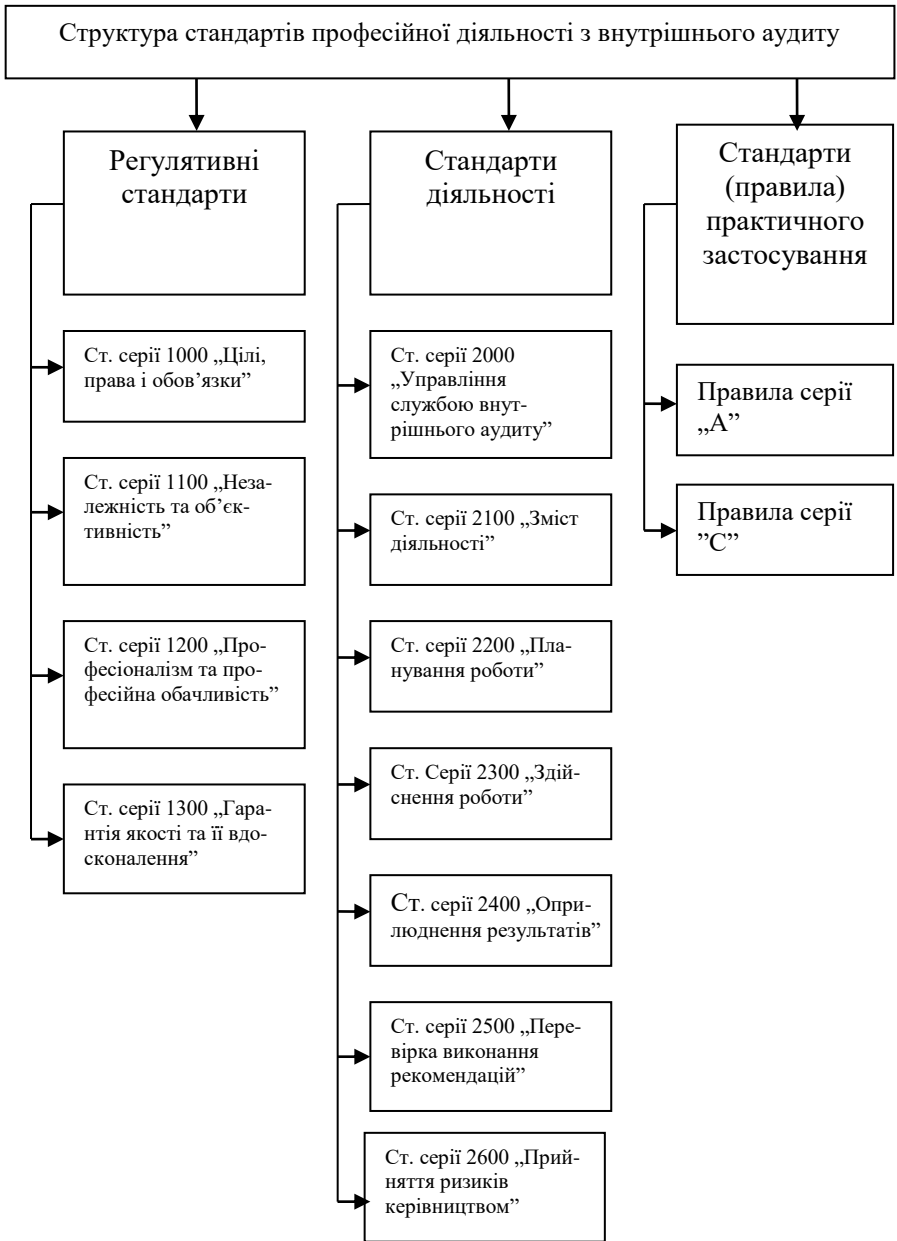 Структура стандартів професійної діяльності з внутрішнього аудиту
Регулятивні
стандарти
Ст. серії 1000 „Цілі,
права і обов’язки”
Ст. серії 1100 „Неза-
лежність та об’єк-
тивність”
Ст. серії 1200 „Про-
фесіоналізм та про-
фесійна обачливість”
Ст. серії 1300 „Гара-
нтія якості та її вдо-
сконалення”
Стандарти
діяльності
Ст. серії 2000
„Управління
службою внут-
рішнього аудиту”
Ст. серії 2100 „Зміст
діяльності”
Ст. серії 2200 „Пла-
нування роботи”
Ст. Серії 2300 „Здій-
снення роботи”
Ст. серії 2400 „Опри-
люднення результатів”
Ст. серії 2500 „Пере-
вірка виконання
рекомендацій”
Ст. серії 2600 „Прий-
няття ризиків
керівництвом”
Стандарти
(правила)
практичного
застосування
Правила серії
„А”
Правила серії
”С”